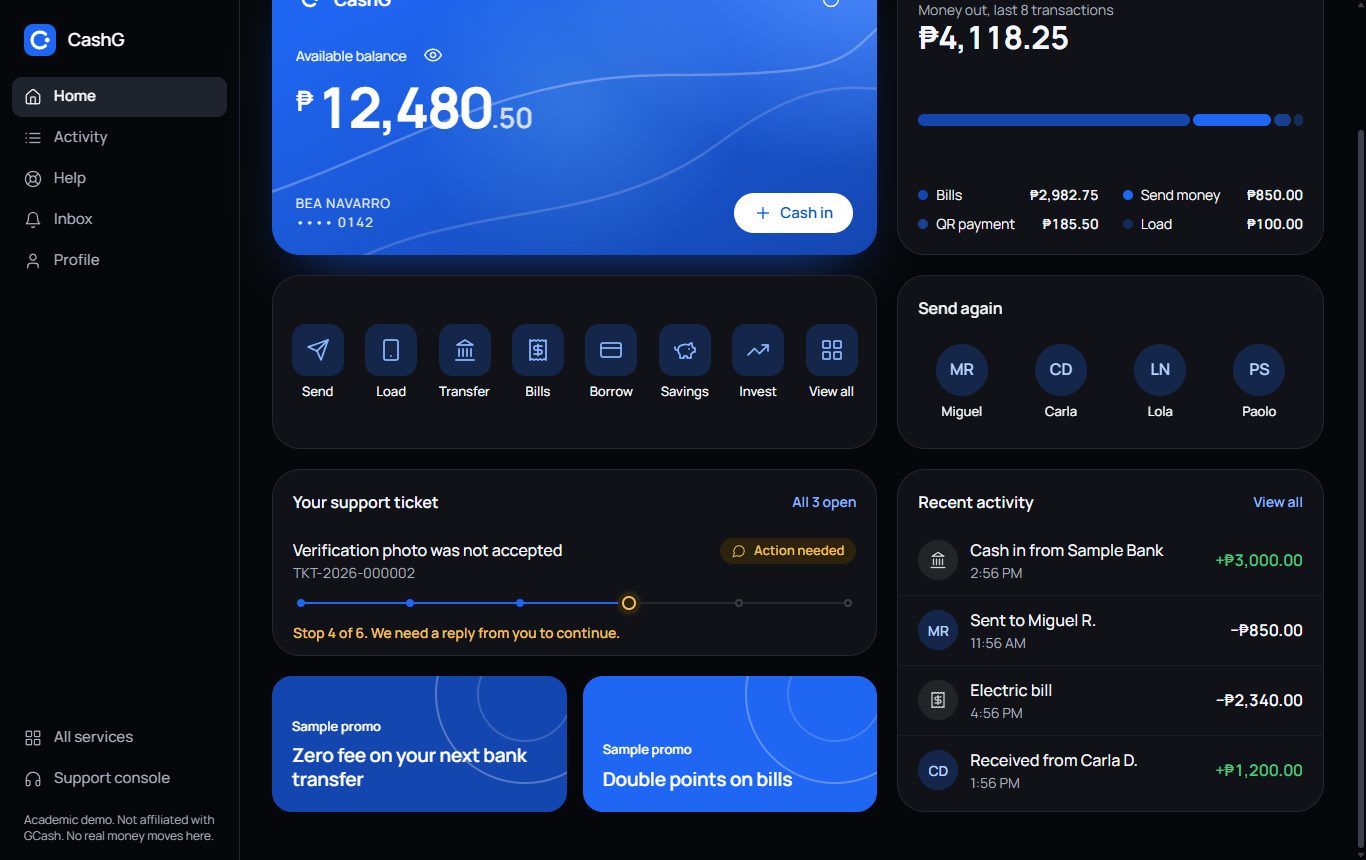 CashG
Home
Activity
Help
Inbox
Profile
All services
Support console
Academic demo. Not affiliated with
GCash. No real money moves here.
CashG
Available balance
₱12,480.50
BEA NAVARRO
•••• 0142
+ Cash in
Money out, last 8 transactions
₱4,118.25
Bills ₱2,982.75
Send money ₱850.00
QR payment ₱185.50
Load ₱100.00
Send
Load
Transfer
Bills
Borrow
Savings
Invest
View all
Send again
MR
CD
LN
PS
Miguel
Carla
Lola
Paolo
Your support ticket
All 3 open
Verification photo was not accepted
Action needed
TKT-2026-000002
Stop 4 of 6. We need a reply from you to continue.
Sample promo
Zero fee on your next bank
transfer
Sample promo
Double points on bills
Recent activity
View all
Cash in from Sample Bank
2:56 PM
+₱3,000.00
MR
Sent to Miguel R.
11:56 AM
−₱850.00
Electric bill
4:56 PM
−₱2,340.00
CD
Received from Carla D.
1:56 PM
+₱1,200.00